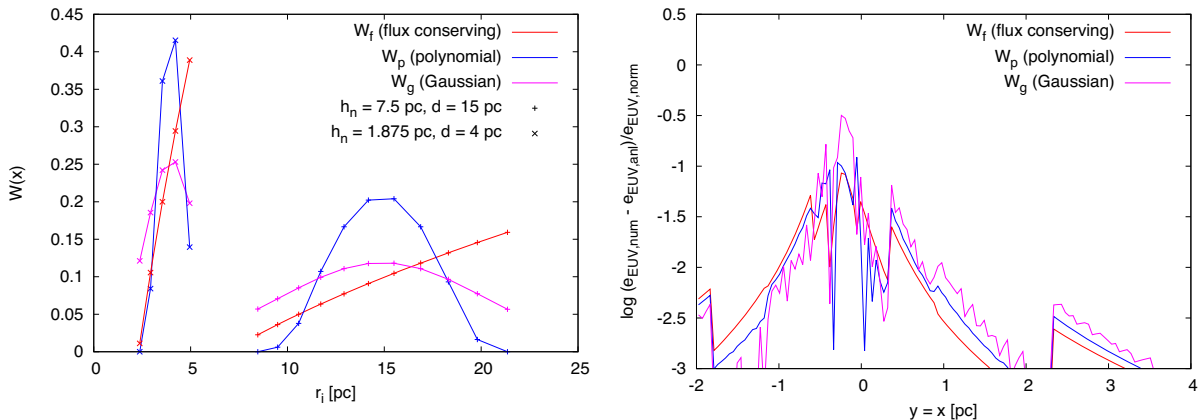 W(x)
0.45
0.4
0.35
0.3
0.25
0.2
0.15
0.1
0.05
0
0 5 10 15 20 25
r_i [pc]
W_f (flux conserving)
W_p (polynomial)
W_g (Gaussian)
h_n = 7.5 pc, d = 15 pc
h_n = 1.875 pc, d = 4 pc
log (e_EUV,num - e_EUV,anl)/e_EUV,norm
0.5
0
-0.5
-1
-1.5
-2
-2.5
-3
-2 -1 0 1 2 3 4
y = x [pc]
W_f (flux conserving)
W_p (polynomial)
W_g (Gaussian)